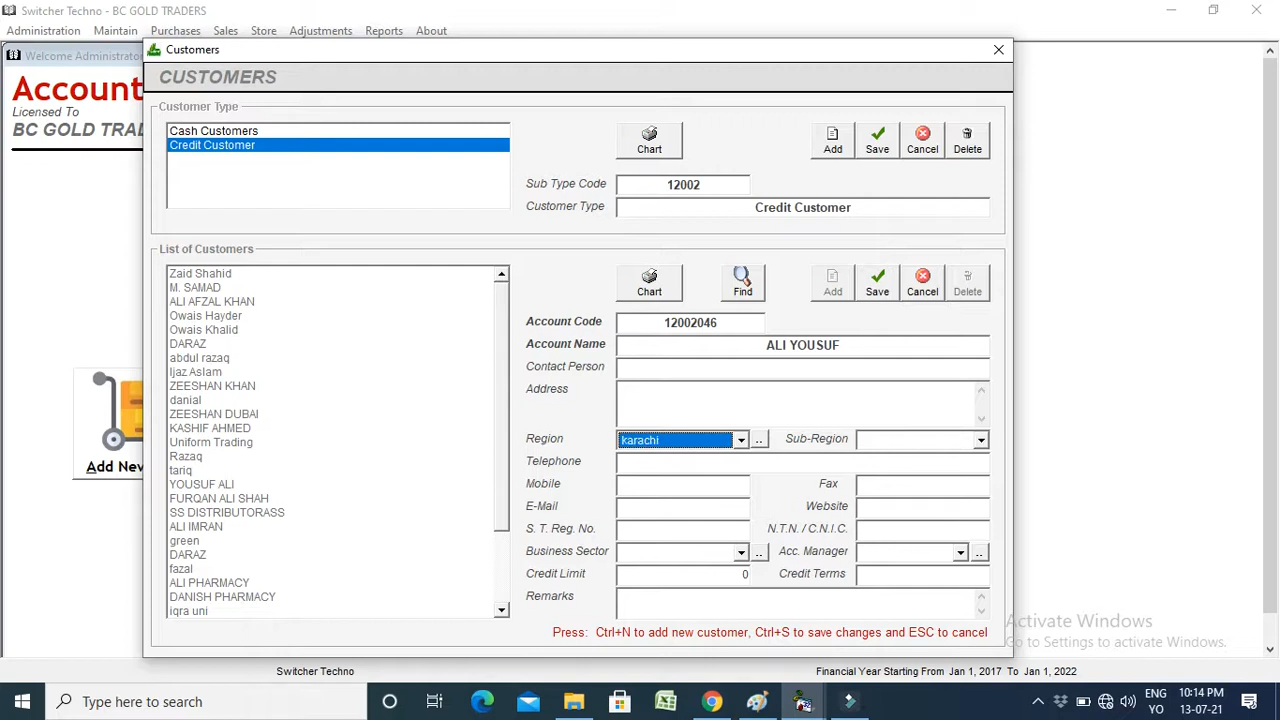 Switcher Techno - BC GOLD TRADERS
Administration Maintain Purchases Sales Store Adjustments Reports About
Welcome Administrator
Account
Licensed To
BC GOLD TRAD
Add New
Customers
CUSTOMERS
Customer Type
Cash Customers
Credit Customer
Chart
Add
Save
Cancel
Delete
Sub Type Code 12002
Customer Type Credit Customer
List of Customers
Zaid Shahid
M. SAMAD
ALI AFZAL KHAN
Owais Hayder
Owais Khalid
DARAZ
abdul razaq
Ijaz Aslam
ZEESHAN KHAN
danial
ZEESHAN DUBAI
KASHIF AHMED
Uniform Trading
Razaq
tariq
YOUSUF ALI
FURQAN ALI SHAH
SS DISTRIBUTORASS
ALI IMRAN
green
DARAZ
fazal
ALI PHARMACY
DANISH PHARMACY
iqra uni
Chart
Find
Add
Save
Cancel
Delete
Account Code 12002046
Account Name ALI YOUSUF
Contact Person
Address
Region karachi .. Sub-Region
Telephone
Mobile Fax
E-Mail Website
S. T. Reg. No. N.T.N. / C.N.I.C.
Business Sector .. Acc. Manager ..
Credit Limit 0 Credit Terms
Remarks
Press: Ctrl+N to add new customer, Ctrl+S to save changes and ESC to cancel
Activate Windows
Go to Settings to activate Windows.
Switcher Techno Financial Year Starting From Jan 1, 2017 To Jan 1, 2022
Type here to search
ENG
YO
10:14 PM
13-07-21